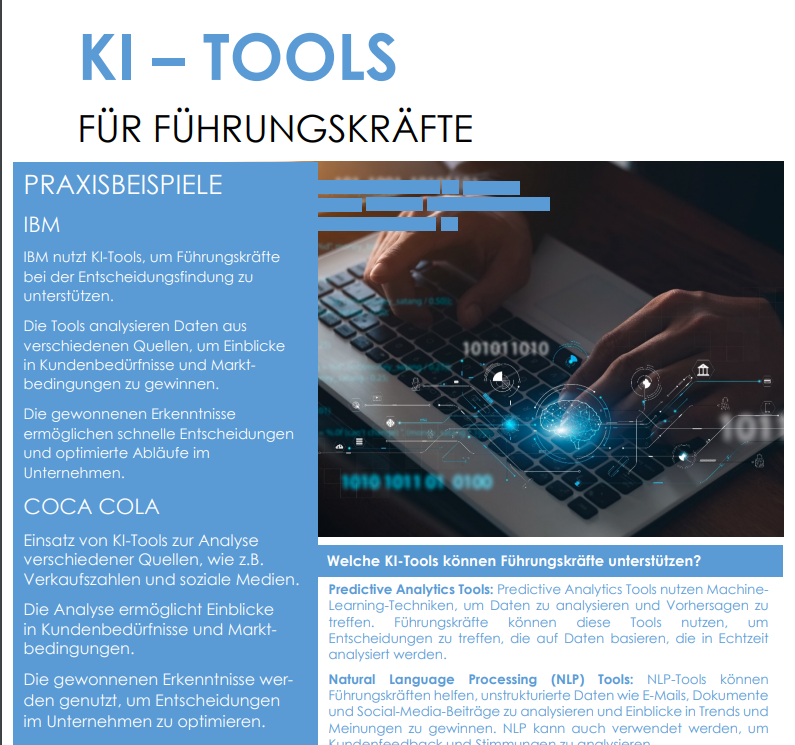 KI – TOOLS
FÜR FÜHRUNGSKRÄFTE
PRAXISBEISPIELE
IBM
IBM nutzt KI-Tools, um Führungskräfte
bei der Entscheidungsfindung zu
unterstützen.
Die Tools analysieren Daten aus
verschiedenen Quellen, um Einblicke
in Kundenbedürfnisse und Markt-
bedingungen zu gewinnen.
Die gewonnenen Erkenntnisse
ermöglichen schnelle Entscheidungen
und optimierte Abläufe im
Unternehmen.
COCA COLA
Einsatz von KI-Tools zur Analyse
verschiedener Quellen, wie z.B.
Verkaufszahlen und soziale Medien.
Die Analyse ermöglicht Einblicke
in Kundenbedürfnisse und Markt-
bedingungen.
Die gewonnenen Erkenntnisse wer-
den genutzt, um Entscheidungen
im Unternehmen zu optimieren.
101011010
1011
1010 1011 01 0100
Welche KI-Tools können Führungskräfte unterstützen?
Predictive Analytics Tools: Predictive Analytics Tools nutzen Machine-
Learning-Techniken, um Daten zu analysieren und Vorhersagen zu
treffen. Führungskräfte können diese Tools nutzen, um
Entscheidungen zu treffen, die auf Daten basieren, die in Echtzeit
analysiert werden.
Natural Language Processing (NLP) Tools: NLP-Tools können
Führungskräften helfen, unstrukturierte Daten wie E-Mails, Dokumente
und Social-Media-Beiträge zu analysieren und Einblicke in Trends und
Meinungen zu gewinnen. NLP kann auch verwendet werden, um
Kundenfeedback und Stimmungen zu analysieren.